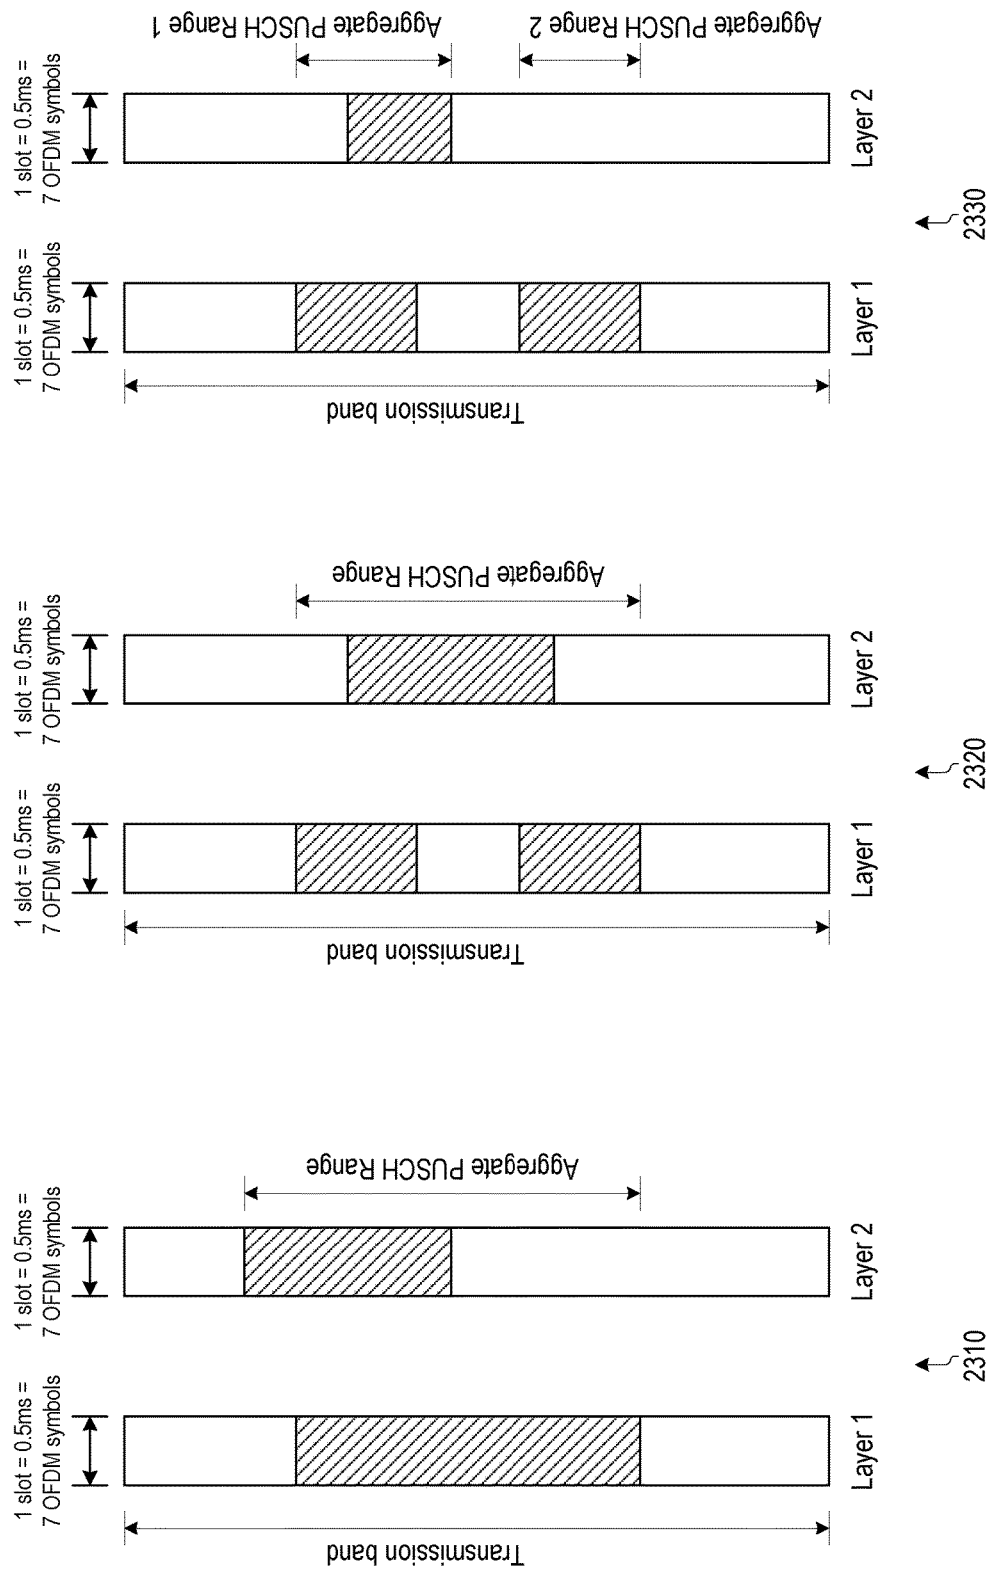 1 slot = 0.5ms =
7 OFDM symbols
1 slot = 0.5ms =
7 OFDM symbols
Transmission band
Aggregate PUSCH Range
Layer 1
Layer 2
2310
1 slot = 0.5ms =
7 OFDM symbols
1 slot = 0.5ms =
7 OFDM symbols
Transmission band
Aggregate PUSCH Range
Layer 1
Layer 2
2320
1 slot = 0.5ms =
7 OFDM symbols
1 slot = 0.5ms =
7 OFDM symbols
Transmission band
Aggregate PUSCH Range 1
Aggregate PUSCH Range 2
Layer 1
Layer 2
2330